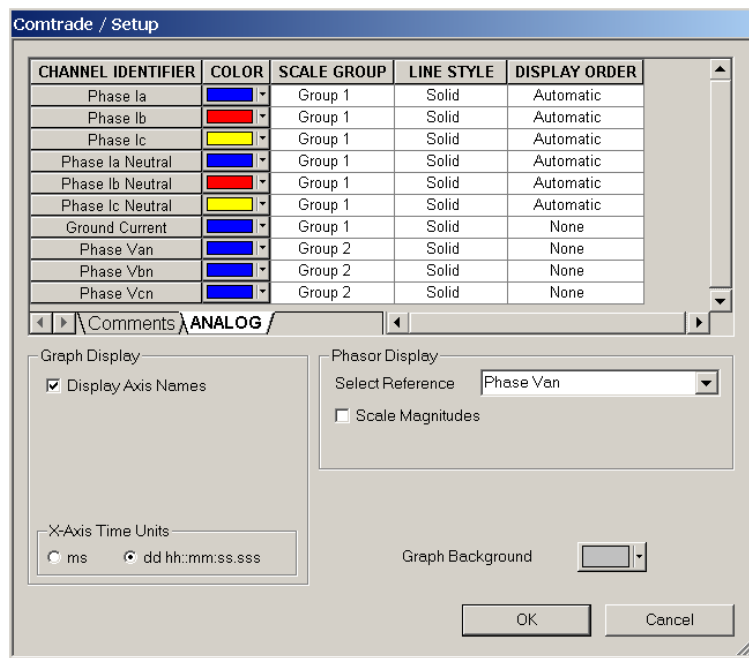 Comtrade / Setup
CHANNEL IDENTIFIER COLOR SCALE GROUP LINE STYLE DISPLAY ORDER
Phase Ia Group 1 Solid Automatic
Phase Ib Group 1 Solid Automatic
Phase Ic Group 1 Solid Automatic
Phase Ia Neutral Group 1 Solid Automatic
Phase Ib Neutral Group 1 Solid Automatic
Phase Ic Neutral Group 1 Solid Automatic
Ground Current Group 1 Solid None
Phase Van Group 2 Solid None
Phase Vbn Group 2 Solid None
Phase Vcn Group 2 Solid None
Comments ANALOG
Graph Display
Display Axis Names
X-Axis Time Units
ms dd hh::mm:ss.sss
Phasor Display
Select Reference Phase Van
Scale Magnitudes
Graph Background
OK Cancel